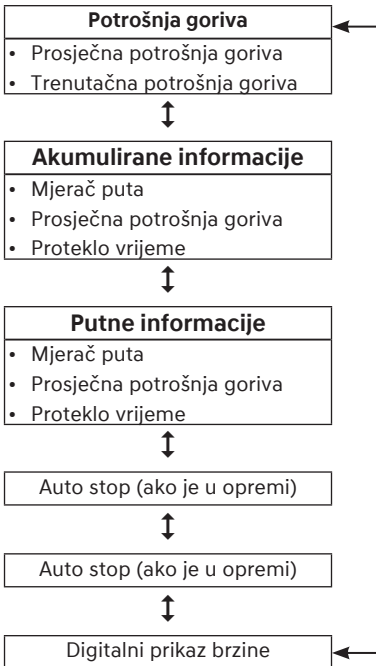 Potrošnja goriva
• Prosječna potrošnja goriva
• Trenutačna potrošnja goriva
Akumulirane informacije
• Mjerač puta
• Prosječna potrošnja goriva
• Proteklo vrijeme
Putne informacije
• Mjerač puta
• Prosječna potrošnja goriva
• Proteklo vrijeme
Auto stop (ako je u opremi)
Auto stop (ako je u opremi)
Digitalni prikaz brzine